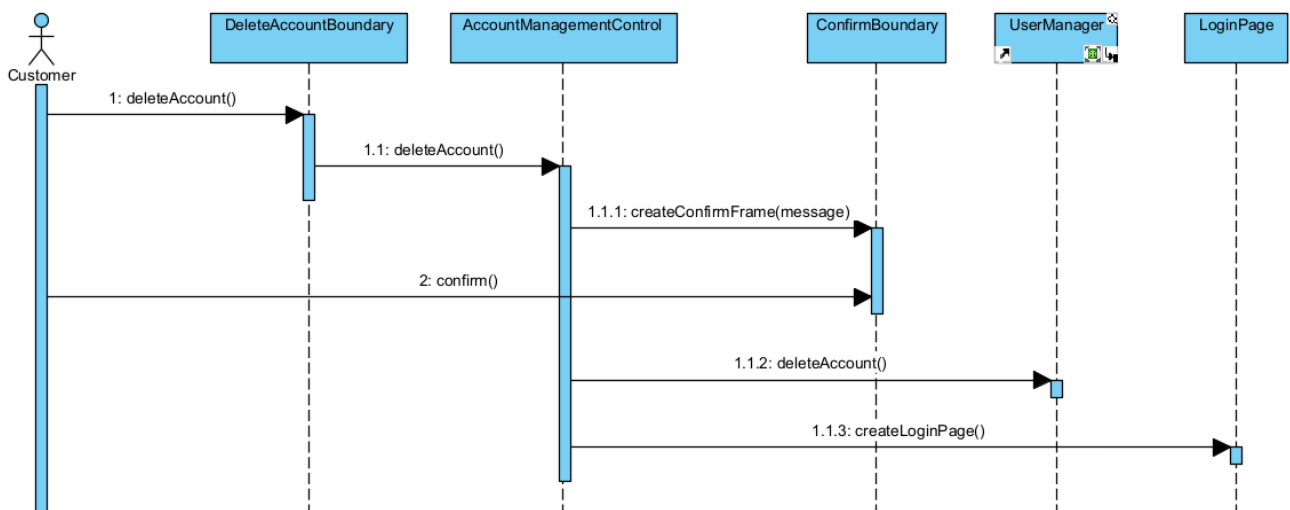 DeleteAccountBoundary
AccountManagementControl
ConfirmBoundary
UserManager
LoginPage
Customer
1: deleteAccount()
1.1: deleteAccount()
1.1.1: createConfirmFrame(message)
2: confirm()
1.1.2: deleteAccount()
1.1.3: createLoginPage()